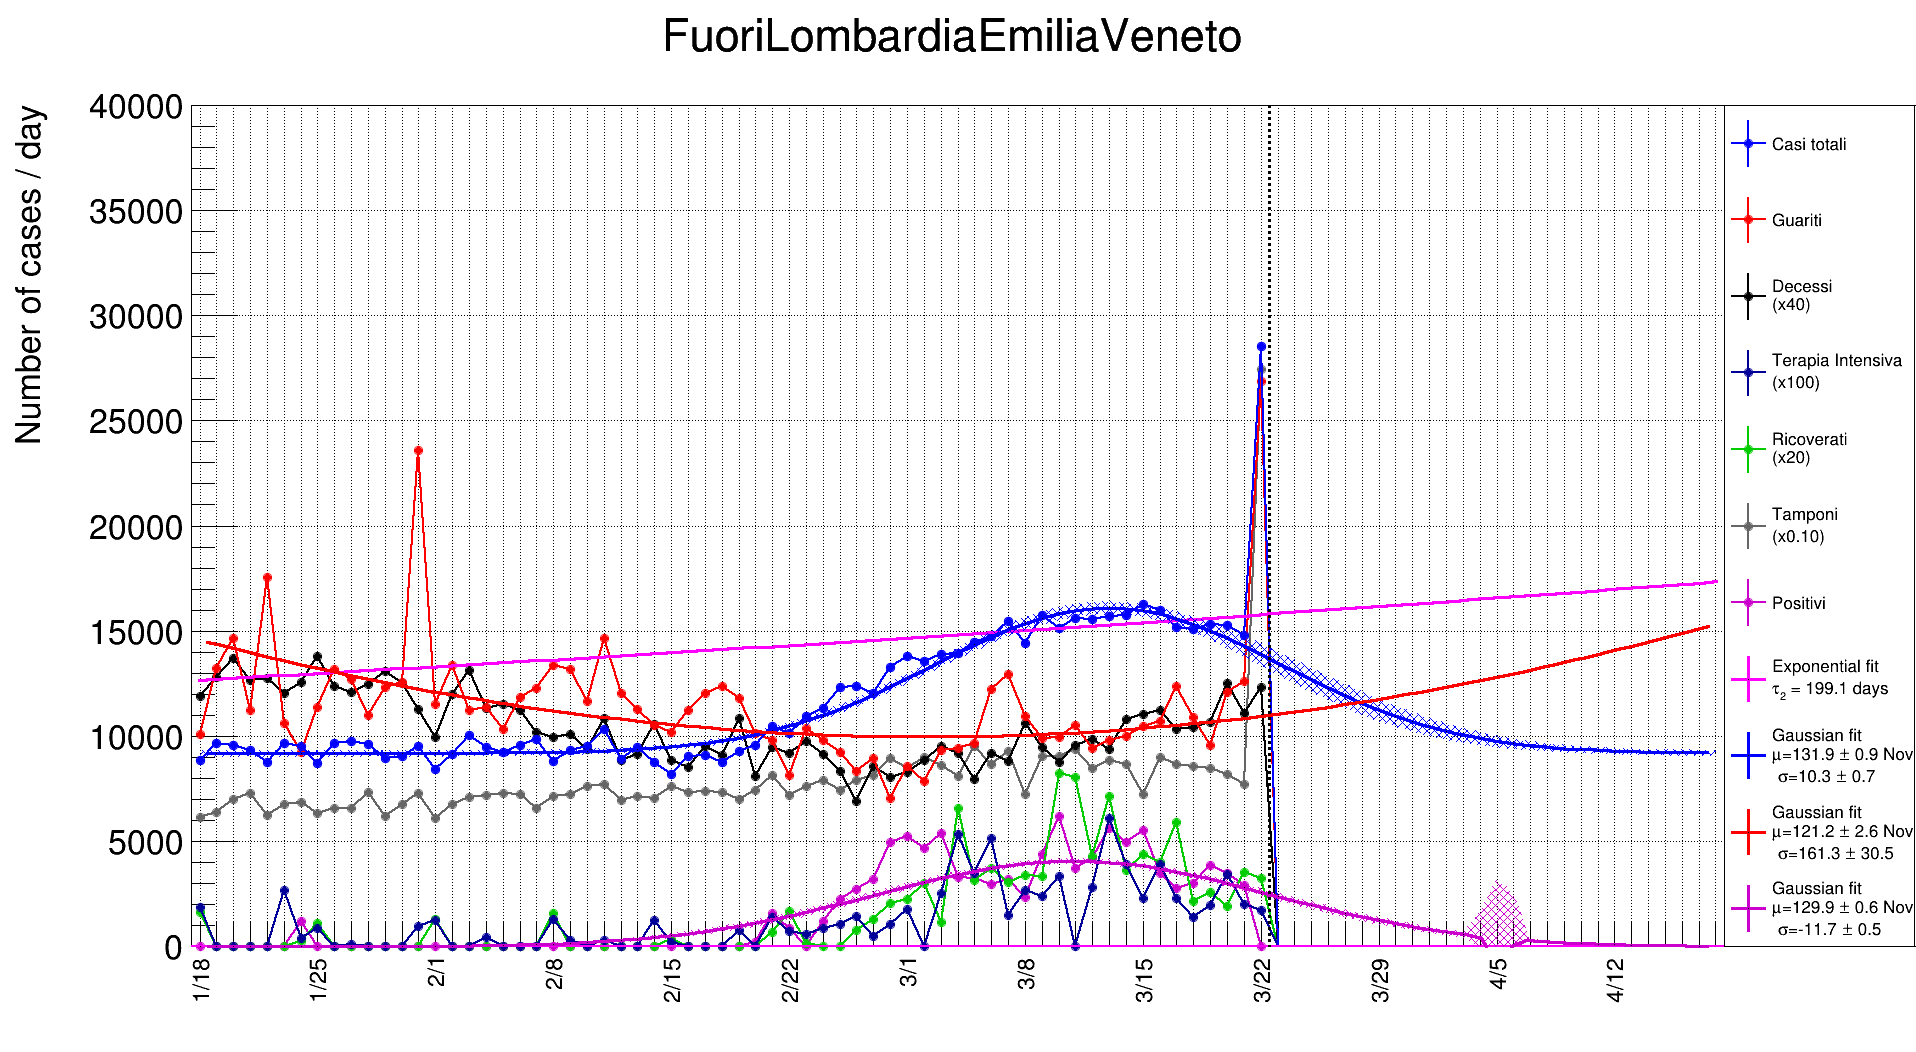 FuoriLombardiaEmiliaVeneto
Number of cases / day
40000
35000
30000
25000
20000
15000
10000
5000
0
1/18
1/25
2/1
2/8
2/15
2/22
3/1
3/8
3/15
3/22
3/29
4/5
4/12
Casi totali
Guariti
Decessi
(x40)
Terapia Intensiva
(x100)
Ricoverati
(x20)
Tamponi
(x0.10)
Positivi
Exponential fit
τ2 = 199.1 days
Gaussian fit
μ=131.9 ± 0.9 Nov
σ=10.3 ± 0.7
Gaussian fit
μ=121.2 ± 2.6 Nov
σ=161.3 ± 30.5
Gaussian fit
μ=129.9 ± 0.6 Nov
σ=-11.7 ± 0.5